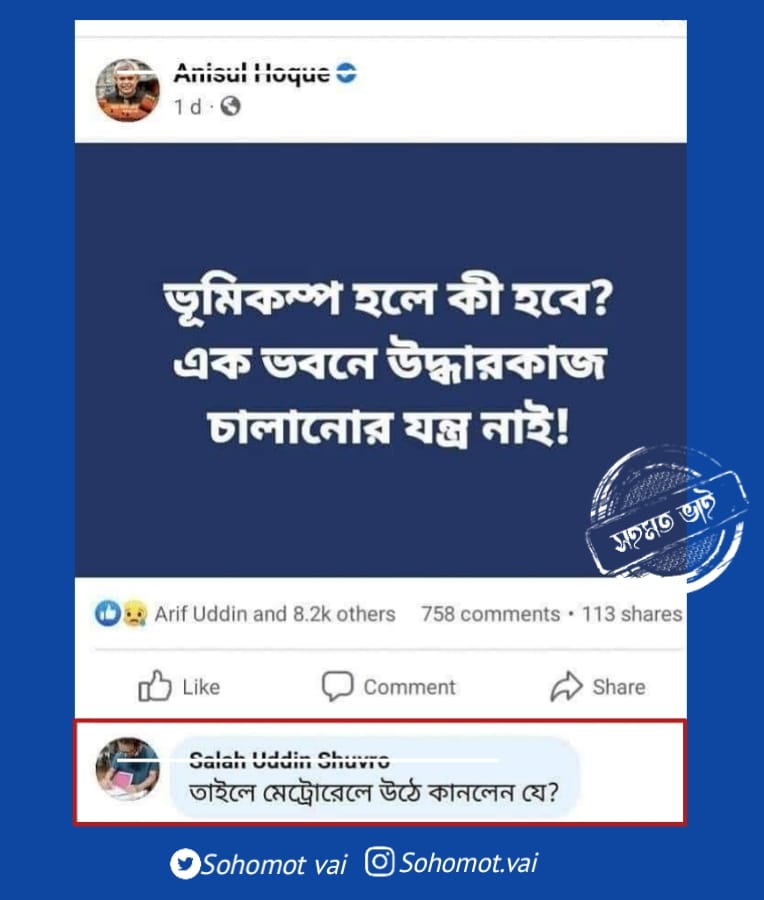 Anisul Hoque
1 d ·
ভূমিকম্প হলে কী হবে?
এক ভবনে উদ্ধারকাজ
চালানোর যন্ত্র নাই!
সহমত ভাই
Arif Uddin and 8.2k others 758 comments • 113 shares
Like Comment Share
Salah Uddin Shuvro
তাইলে মেট্রোরেলে উঠে কানলেন যে?
Sohomot vai Sohomot.vai